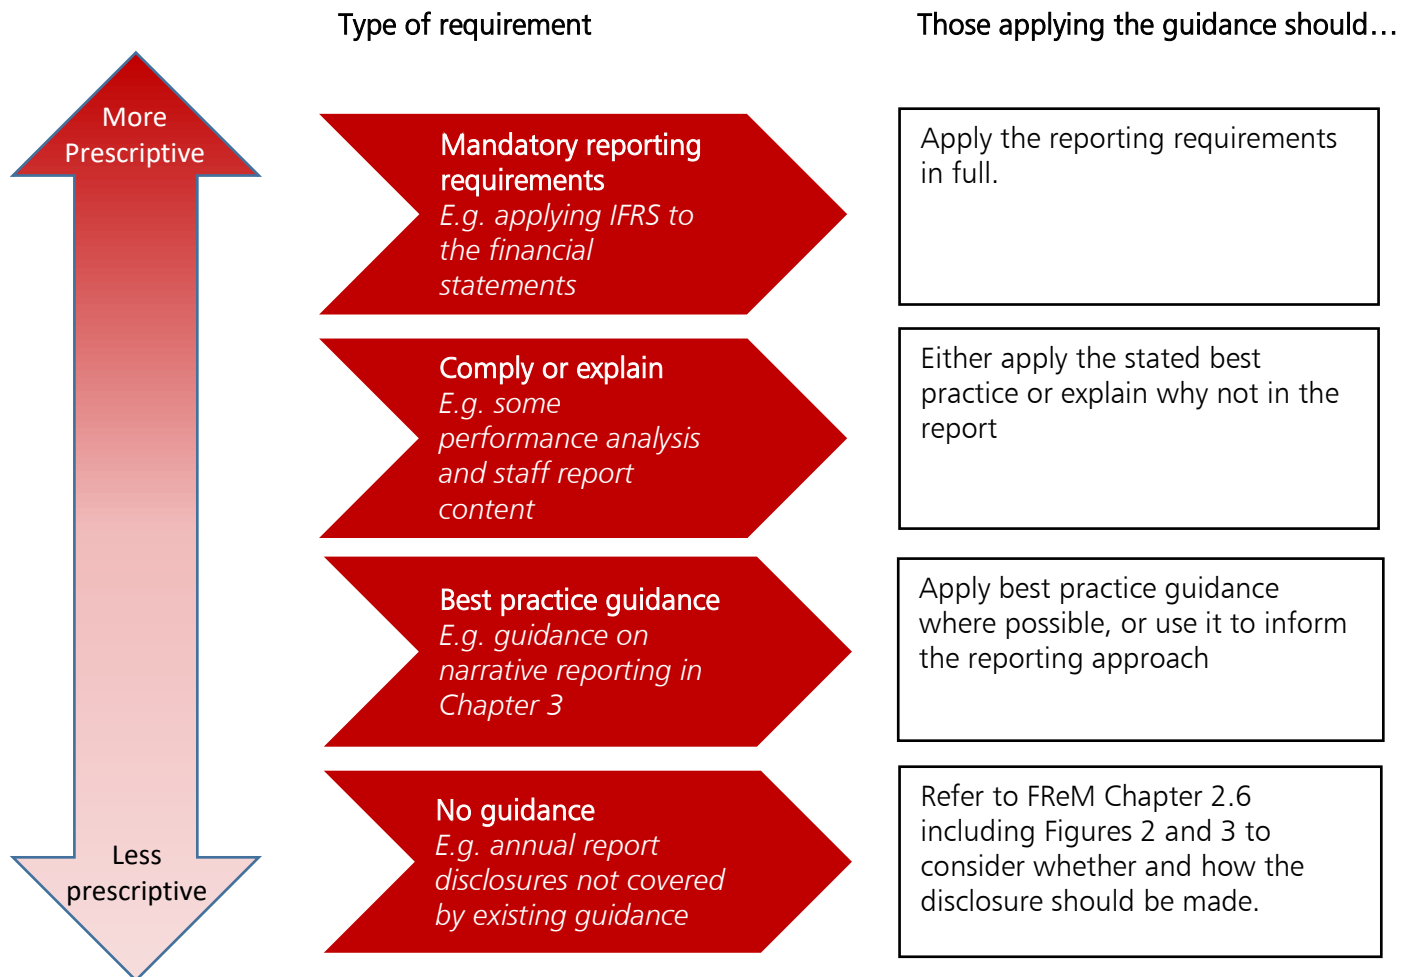 Type of requirement
Those applying the guidance should...
More
Prescriptive
Mandatory reporting
requirements
E.g. applying IFRS to
the financial
statements
Apply the reporting requirements
in full.
Comply or explain
E.g. some
performance analysis
and staff report
content
Either apply the stated best
practice or explain why not in the
report
Best practice guidance
E.g. guidance on
narrative reporting in
Chapter 3
Apply best practice guidance
where possible, or use it to inform
the reporting approach
No guidance
E.g. annual report
disclosures not covered
by existing guidance
Refer to FReM Chapter 2.6
including Figures 2 and 3 to
consider whether and how the
disclosure should be made.
Less
prescriptive